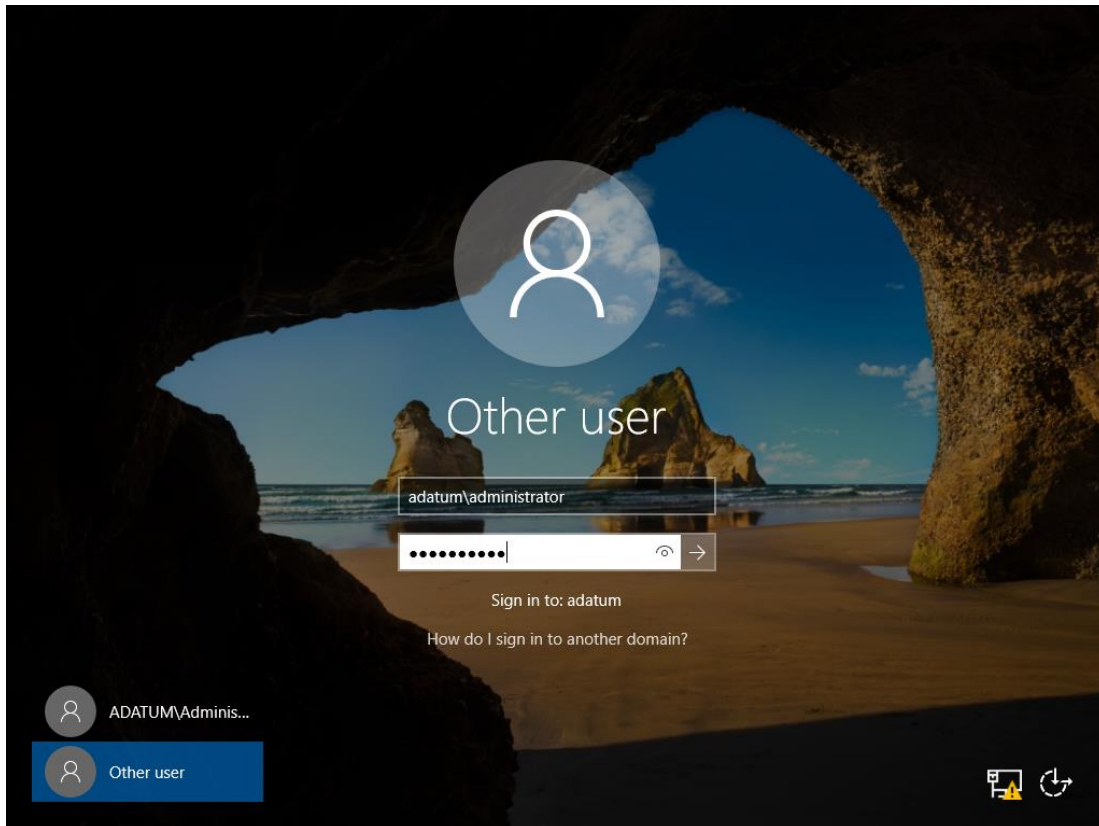 Other user
adatum\administrator
Sign in to: adatum
How do I sign in to another domain?
ADATUM\Adminis...
Other user